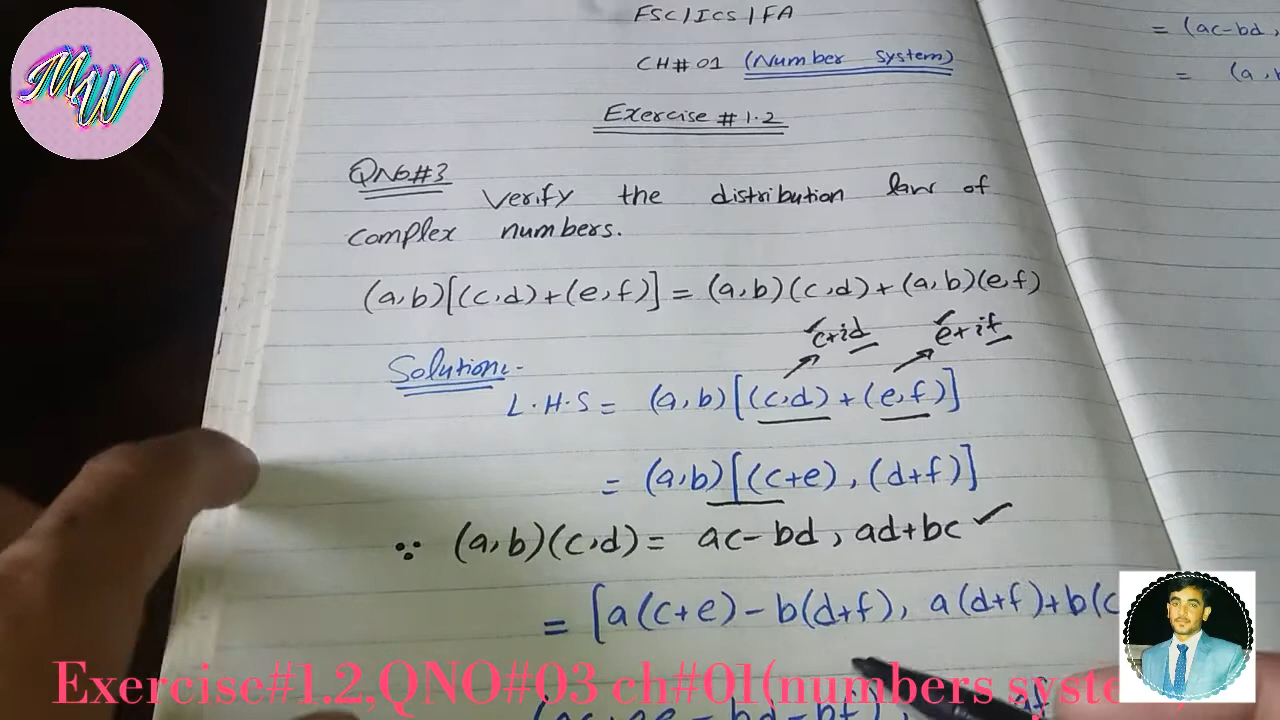 MW
FSC/ICS/FA
CH#01 (Number System)
Exercise #1.2
QNo#3
Verify the distribution law of
complex numbers.
(a,b)[(c,d)+(e,f)] = (a,b)(c,d)+(a,b)(e,f)
c+id e+if
Solution:-
L.H.S = (a,b)[(c,d)+(e,f)]
= (a,b)[(c+e),(d+f)]
∵ (a,b)(c,d) = ac-bd, ad+bc ✓
= [a(c+e)-b(d+f), a(d+f)+b(c
= (ac-bd,
= (a,
Exercise#1.2,QNO#03 ch#01(numbers syste